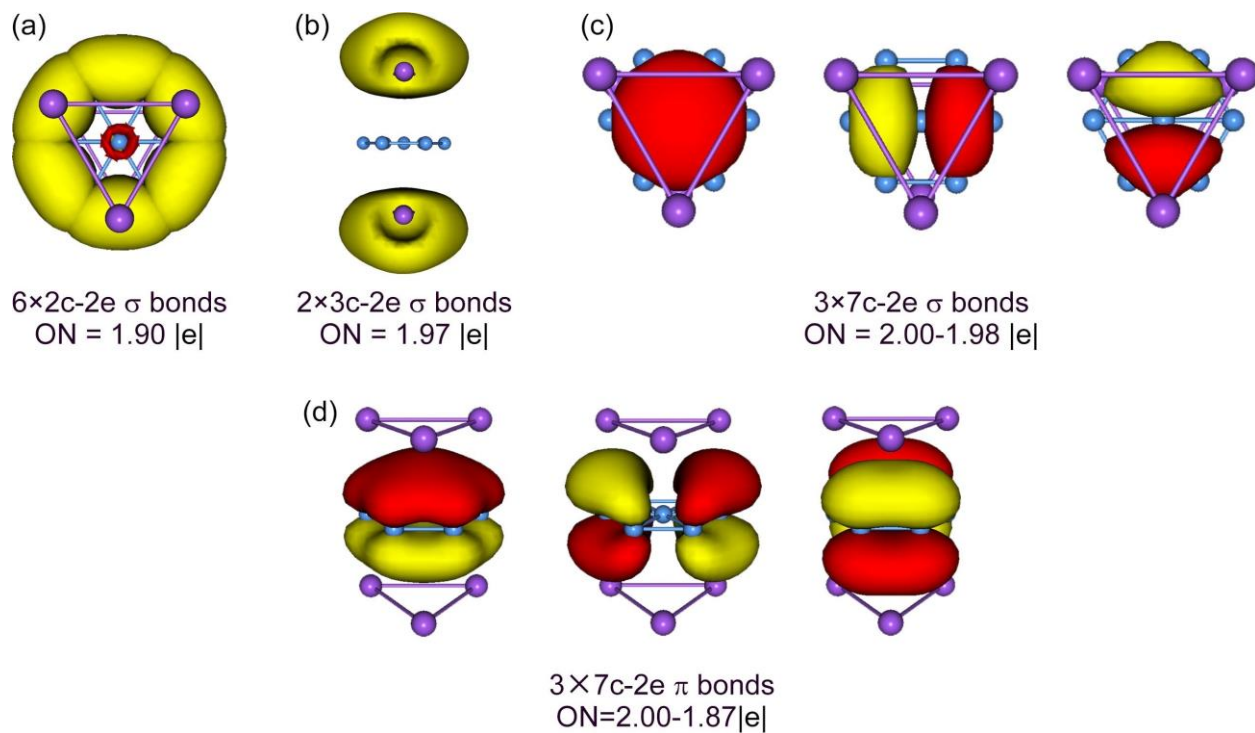 (a)
(b)
(c)
6×2c-2e σ bonds
ON = 1.90 |e|
2×3c-2e σ bonds
ON = 1.97 |e|
3×7c-2e σ bonds
ON = 2.00-1.98 |e|
(d)
3×7c-2e π bonds
ON=2.00-1.87|e|